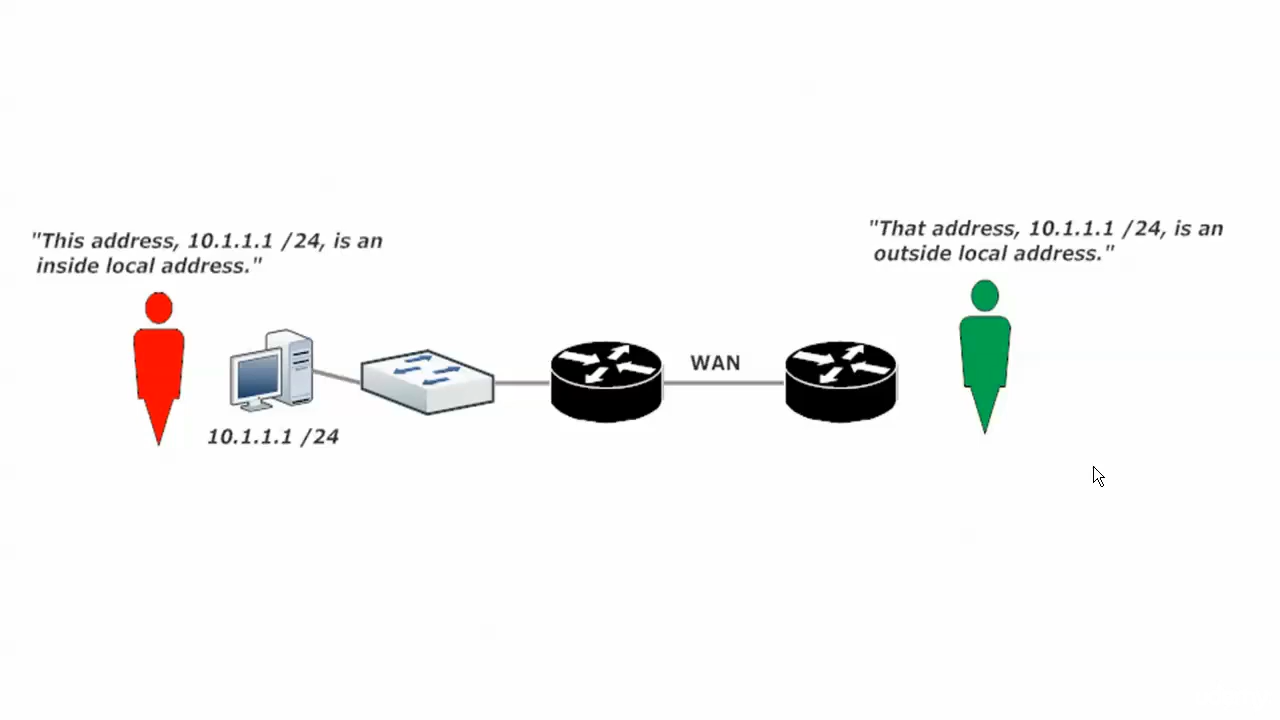 "This address, 10.1.1.1 /24, is an
inside local address."
"That address, 10.1.1.1 /24, is an
outside local address."
WAN
10.1.1.1 /24